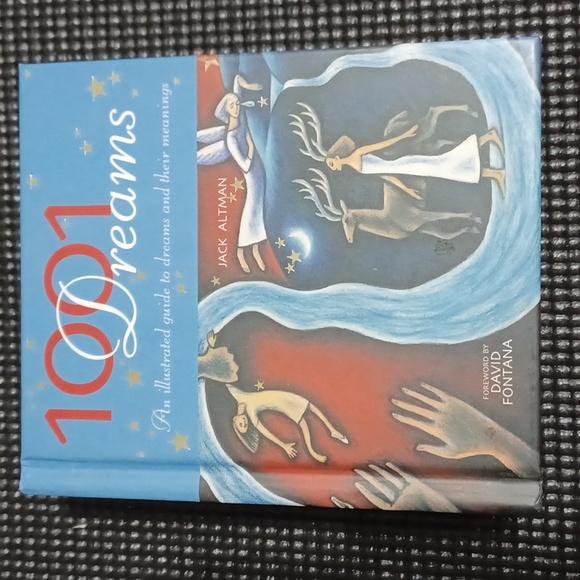 1001
Dreams
An illustrated guide to dreams and their meanings
JACK ALTMAN
FOREWORD BY
DAVID
FONTANA